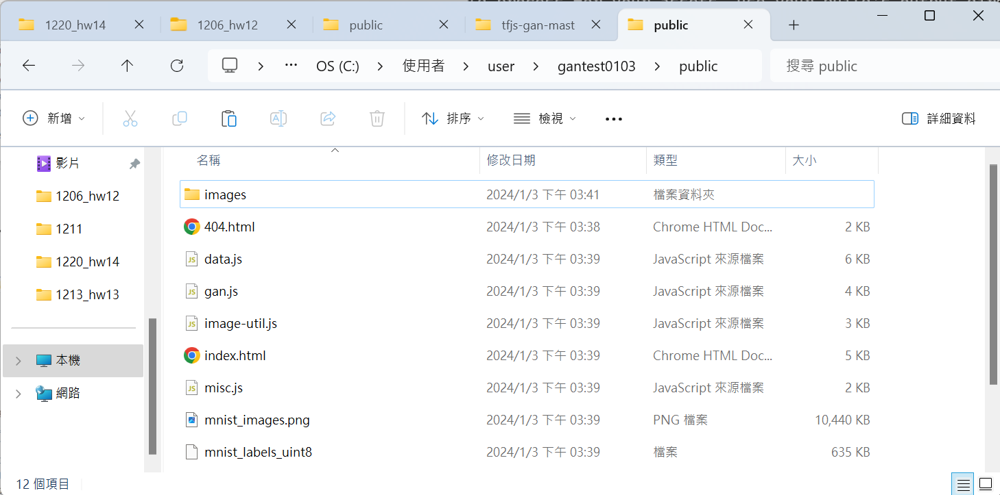 1220_hw14
1206_hw12
public
tfjs-gan-mast
public
OS (C:)
使用者
user
gantest0103
public
搜尋 public
新增
排序
檢視
詳細資料
影片
1206_hw12
1211
1220_hw14
1213_hw13
本機
網路
名稱 修改日期 類型 大小
images 2024/1/3 下午 03:41 檔案資料夾
404.html 2024/1/3 下午 03:38 Chrome HTML Doc... 2 KB
data.js 2024/1/3 下午 03:39 JavaScript 來源檔案 6 KB
gan.js 2024/1/3 下午 03:39 JavaScript 來源檔案 4 KB
image-util.js 2024/1/3 下午 03:39 JavaScript 來源檔案 3 KB
index.html 2024/1/3 下午 03:39 Chrome HTML Doc... 5 KB
misc.js 2024/1/3 下午 03:39 JavaScript 來源檔案 2 KB
mnist_images.png 2024/1/3 下午 03:39 PNG 檔案 10,440 KB
mnist_labels_uint8 2024/1/3 下午 03:39 檔案 635 KB
12 個項目